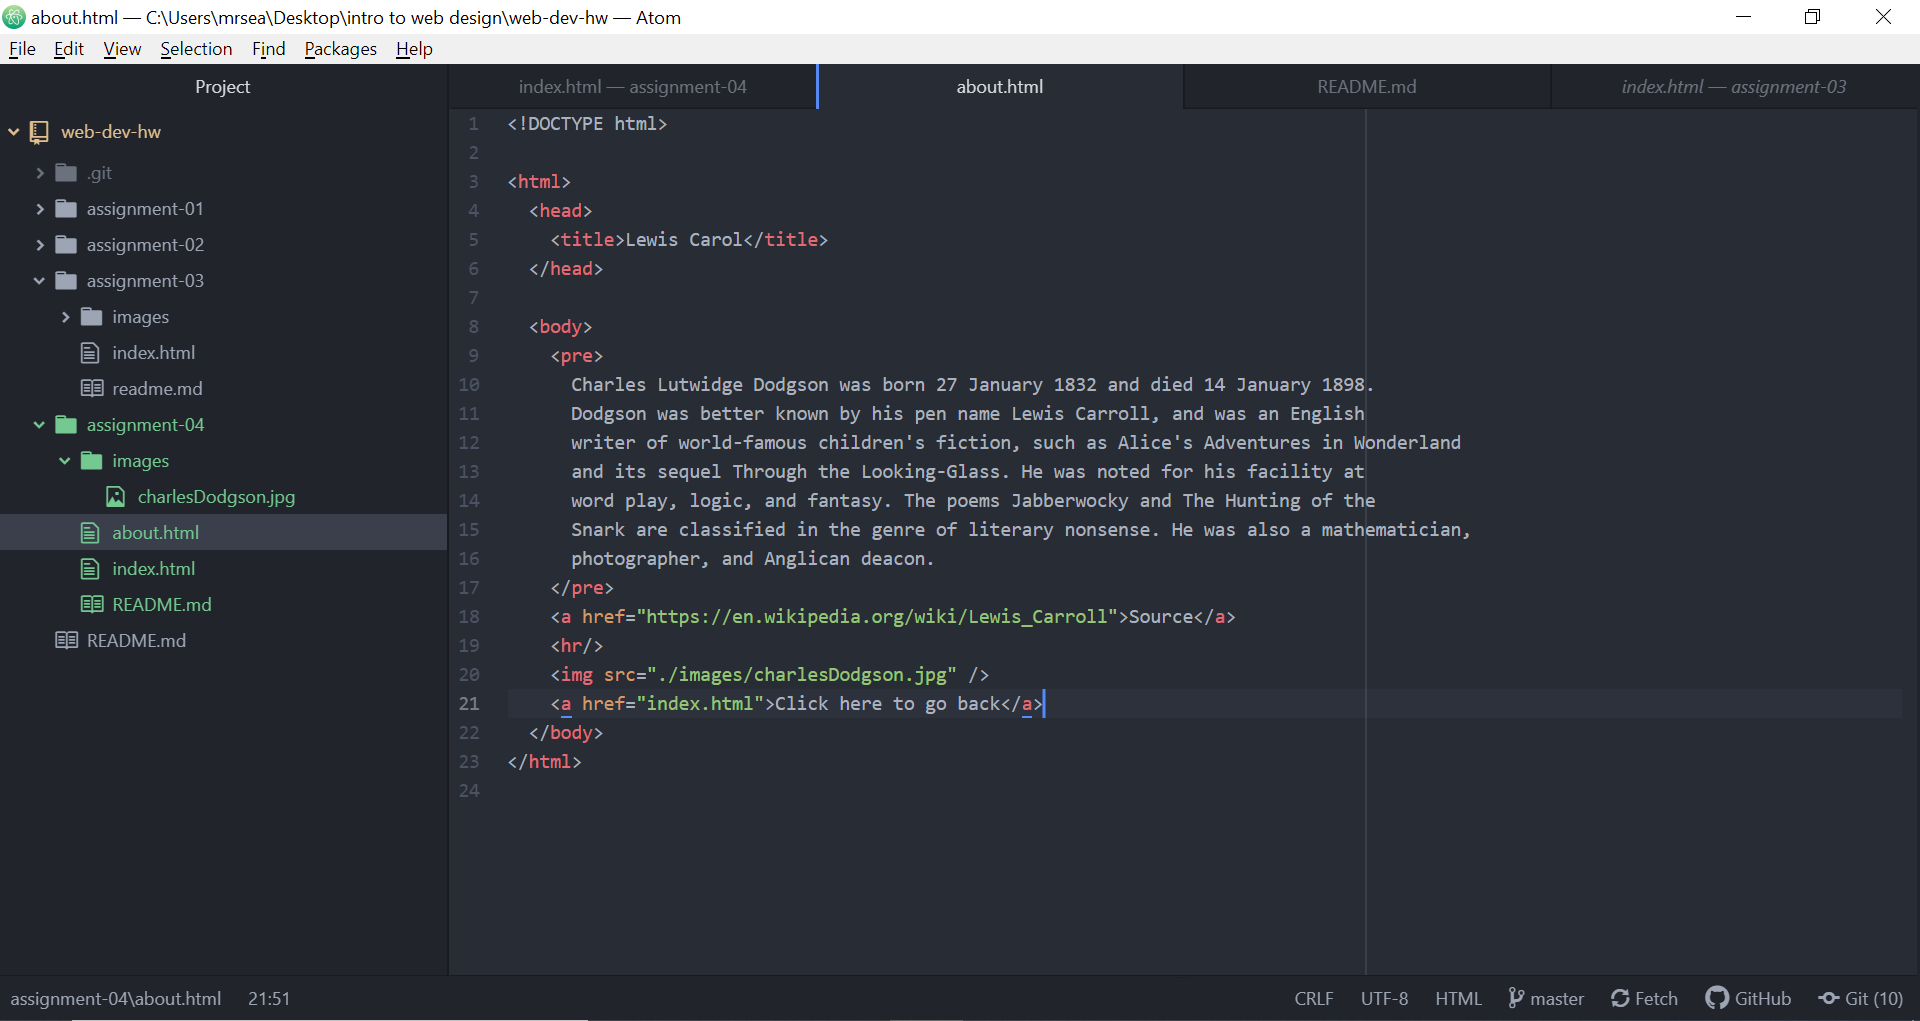 about.html — C:\Users\mrsea\Desktop\intro to web design\web-dev-hw — Atom
File Edit View Selection Find Packages Help
Project
web-dev-hw
.git
assignment-01
assignment-02
assignment-03
images
index.html
readme.md
assignment-04
images
charlesDodgson.jpg
about.html
index.html
README.md
README.md
index.html — assignment-04
about.html
README.md
index.html — assignment-03
1 <!DOCTYPE html>
2
3 <html>
4 <head>
5 <title>Lewis Carol</title>
6 </head>
7
8 <body>
9 <pre>
10 Charles Lutwidge Dodgson was born 27 January 1832 and died 14 January 1898.
11 Dodgson was better known by his pen name Lewis Carroll, and was an English
12 writer of world-famous children's fiction, such as Alice's Adventures in Wonderland
13 and its sequel Through the Looking-Glass. He was noted for his facility at
14 word play, logic, and fantasy. The poems Jabberwocky and The Hunting of the
15 Snark are classified in the genre of literary nonsense. He was also a mathematician,
16 photographer, and Anglican deacon.
17 </pre>
18 <a href="https://en.wikipedia.org/wiki/Lewis_Carroll">Source</a>
19 <hr/>
20 <img src="./images/charlesDodgson.jpg" />
21 <a href="index.html">Click here to go back</a>
22 </body>
23 </html>
24
assignment-04\about.html 21:51
CRLF UTF-8 HTML master Fetch GitHub Git (10)